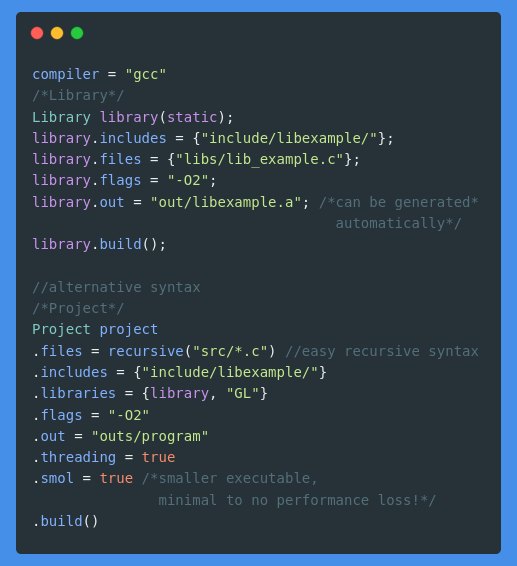 compiler = "gcc"
/*Library*/
Library library(static);
library.includes = {"include/libexample/"};
library.files = {"libs/lib_example.c"};
library.flags = "-O2";
library.out = "out/libexample.a"; /*can be generated*
automatically*/
library.build();
//alternative syntax
/*Project*/
Project project
.files = recursive("src/*.c") //easy recursive syntax
.includes = {"include/libexample/"}
.libraries = {library, "GL"}
.flags = "-O2"
.out = "outs/program"
.threading = true
.smol = true /*smaller executable,
minimal to no performance loss!*/
.build()